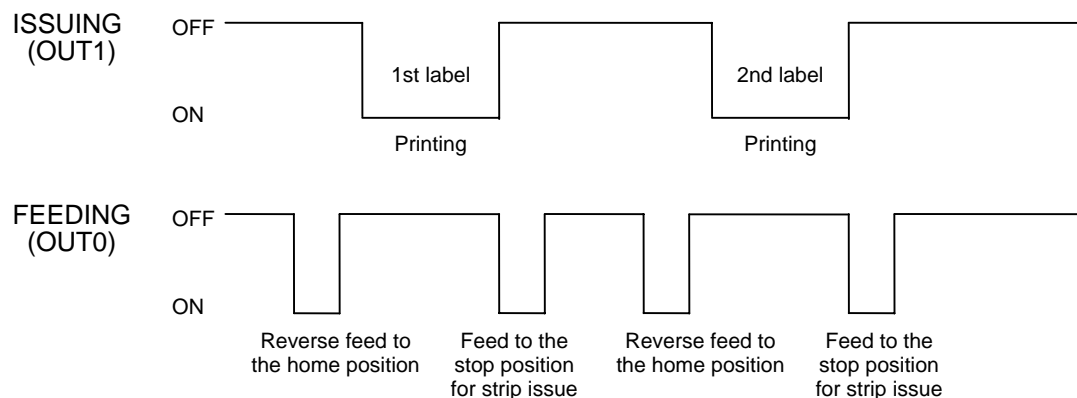 ISSUING
(OUT1)
OFF
1st label
2nd label
ON
Printing
Printing
FEEDING
(OUT0)
OFF
ON
Reverse feed to
the home position
Feed to the
stop position
for strip issue
Reverse feed to
the home position
Feed to the
stop position
for strip issue